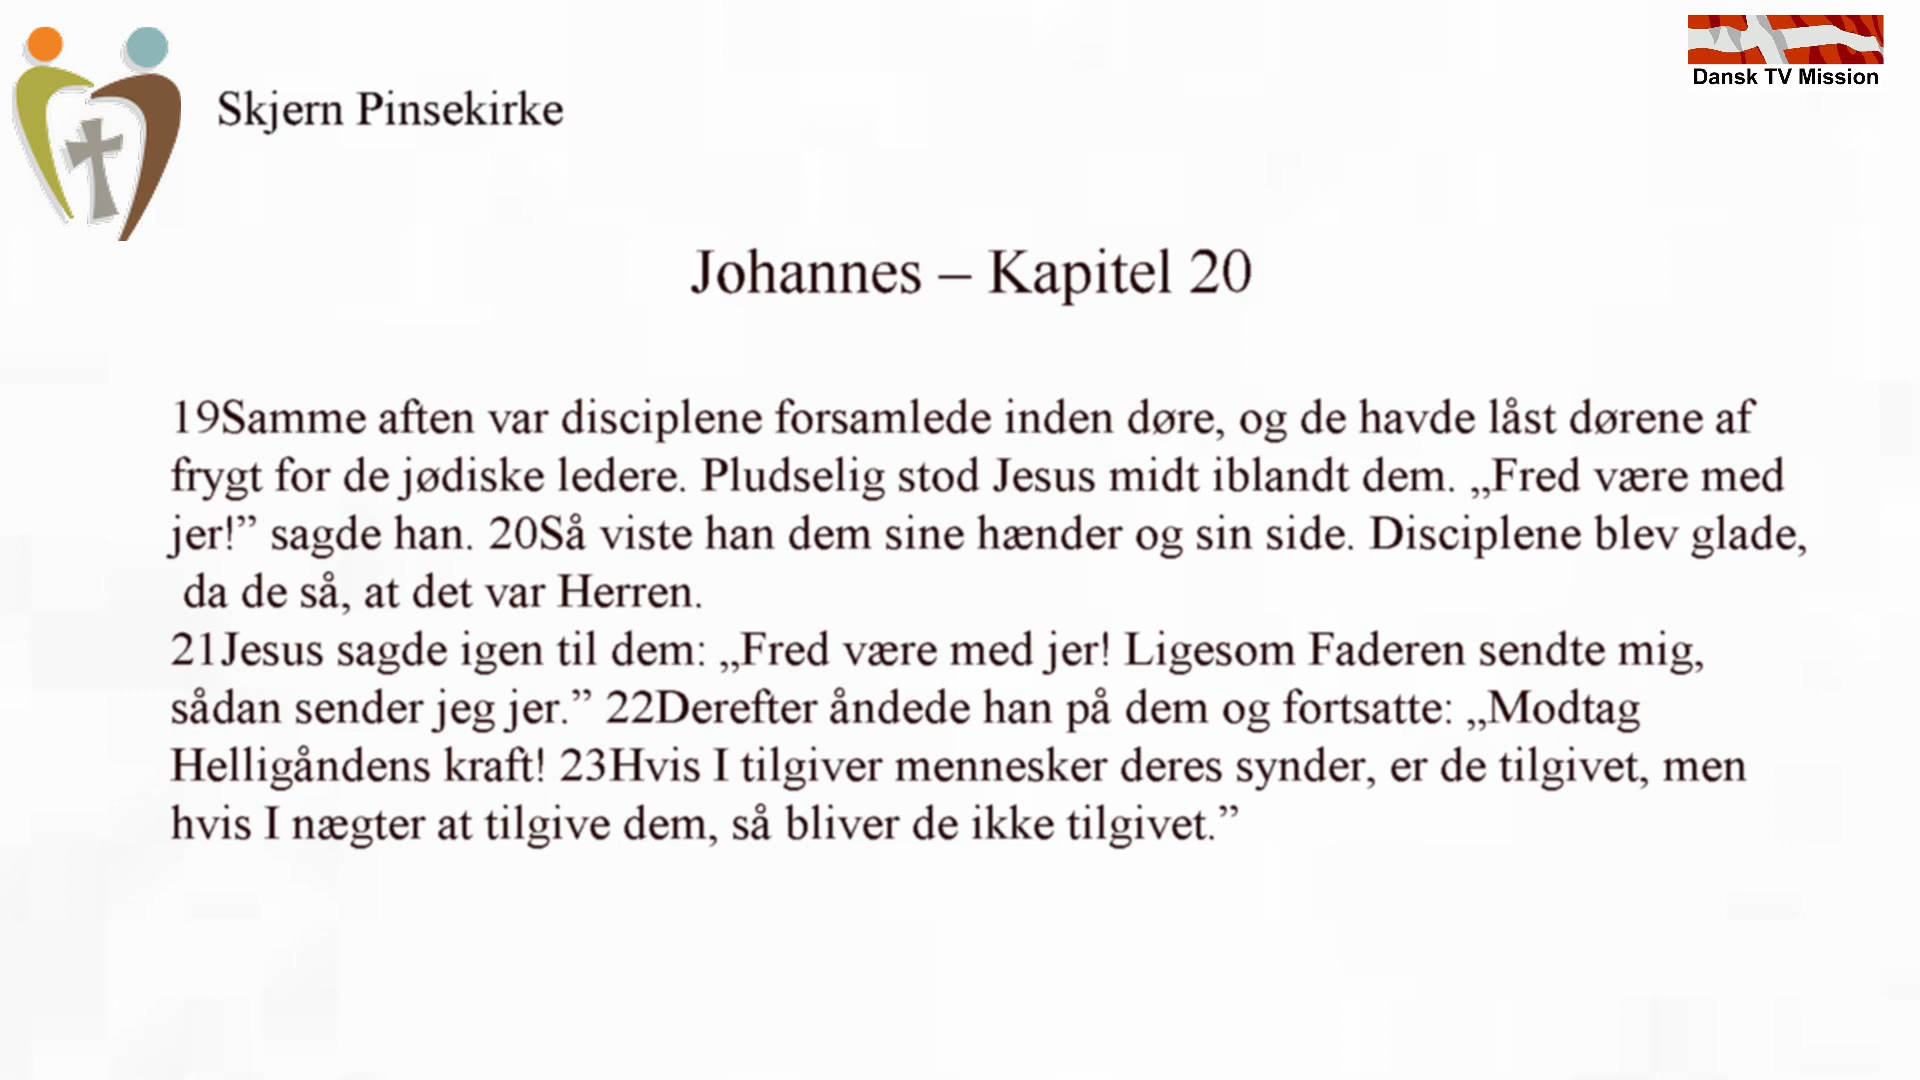 Dansk TV Mission
Skjern Pinsekirke
Johannes – Kapitel 20
19Samme aften var disciplene forsamlede inden døre, og de havde låst dørene af
frygt for de jødiske ledere. Pludselig stod Jesus midt iblandt dem. „Fred være med
jer!” sagde han. 20Så viste han dem sine hænder og sin side. Disciplene blev glade,
da de så, at det var Herren.
21Jesus sagde igen til dem: „Fred være med jer! Ligesom Faderen sendte mig,
sådan sender jeg jer.” 22Derefter åndede han på dem og fortsatte: „Modtag
Helligåndens kraft! 23Hvis I tilgiver mennesker deres synder, er de tilgivet, men
hvis I nægter at tilgive dem, så bliver de ikke tilgivet.”